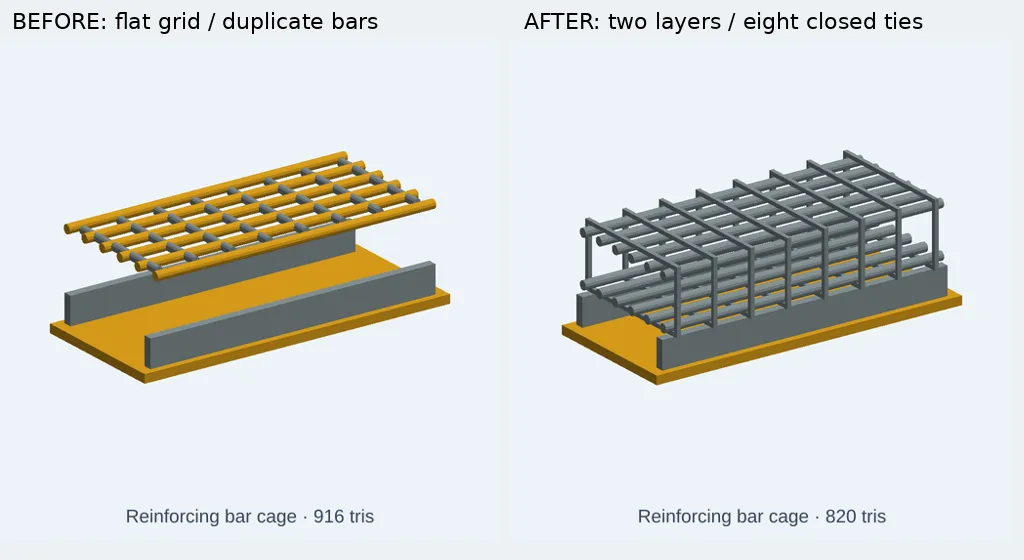 BEFORE: flat grid / duplicate bars
AFTER: two layers / eight closed ties
Reinforcing bar cage · 916 tris
Reinforcing bar cage · 820 tris